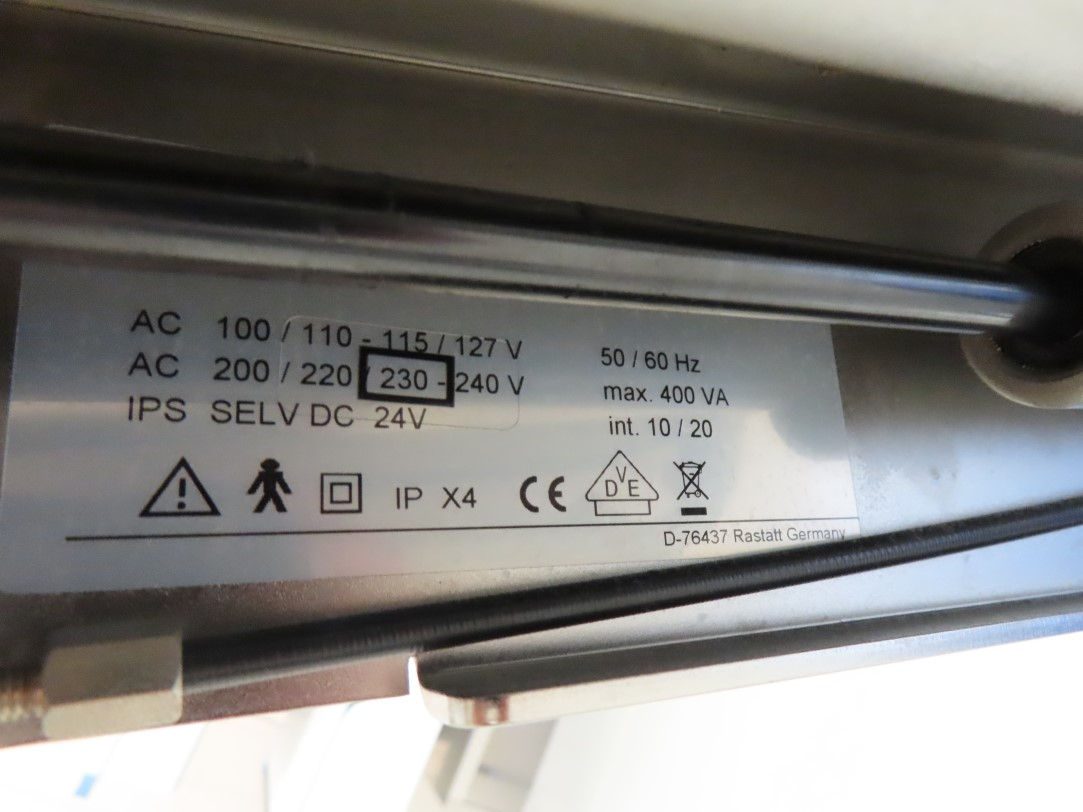 AC 100 / 110 - 115 / 127 V
AC 200 / 220 / 230 - 240 V
IPS SELV DC 24V
50 / 60 Hz
max. 400 VA
int. 10 / 20
IP X4 CE DVE
D-76437 Rastatt Germany